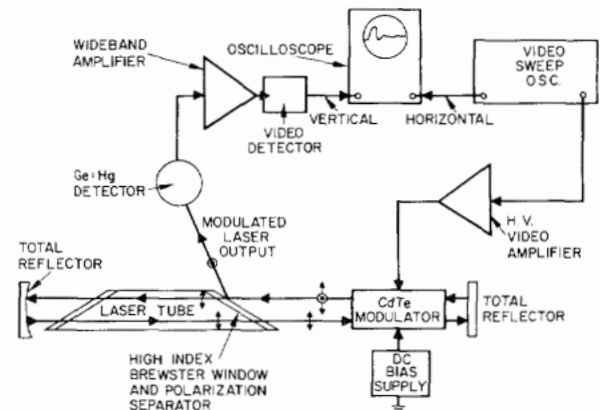 WIDEBAND
AMPLIFIER
OSCILLOSCOPE
VIDEO
SWEEP
OSC.
VERTICAL
HORIZONTAL
VIDEO
DETECTOR
Ge:Hg
DETECTOR
H.V.
VIDEO
AMPLIFIER
MODULATED
LASER
OUTPUT
TOTAL
REFLECTOR
LASER TUBE
CdTe
MODULATOR
TOTAL
REFLECTOR
HIGH INDEX
BREWSTER WINDOW
AND POLARIZATION
SEPARATOR
DC
BIAS
SUPPLY